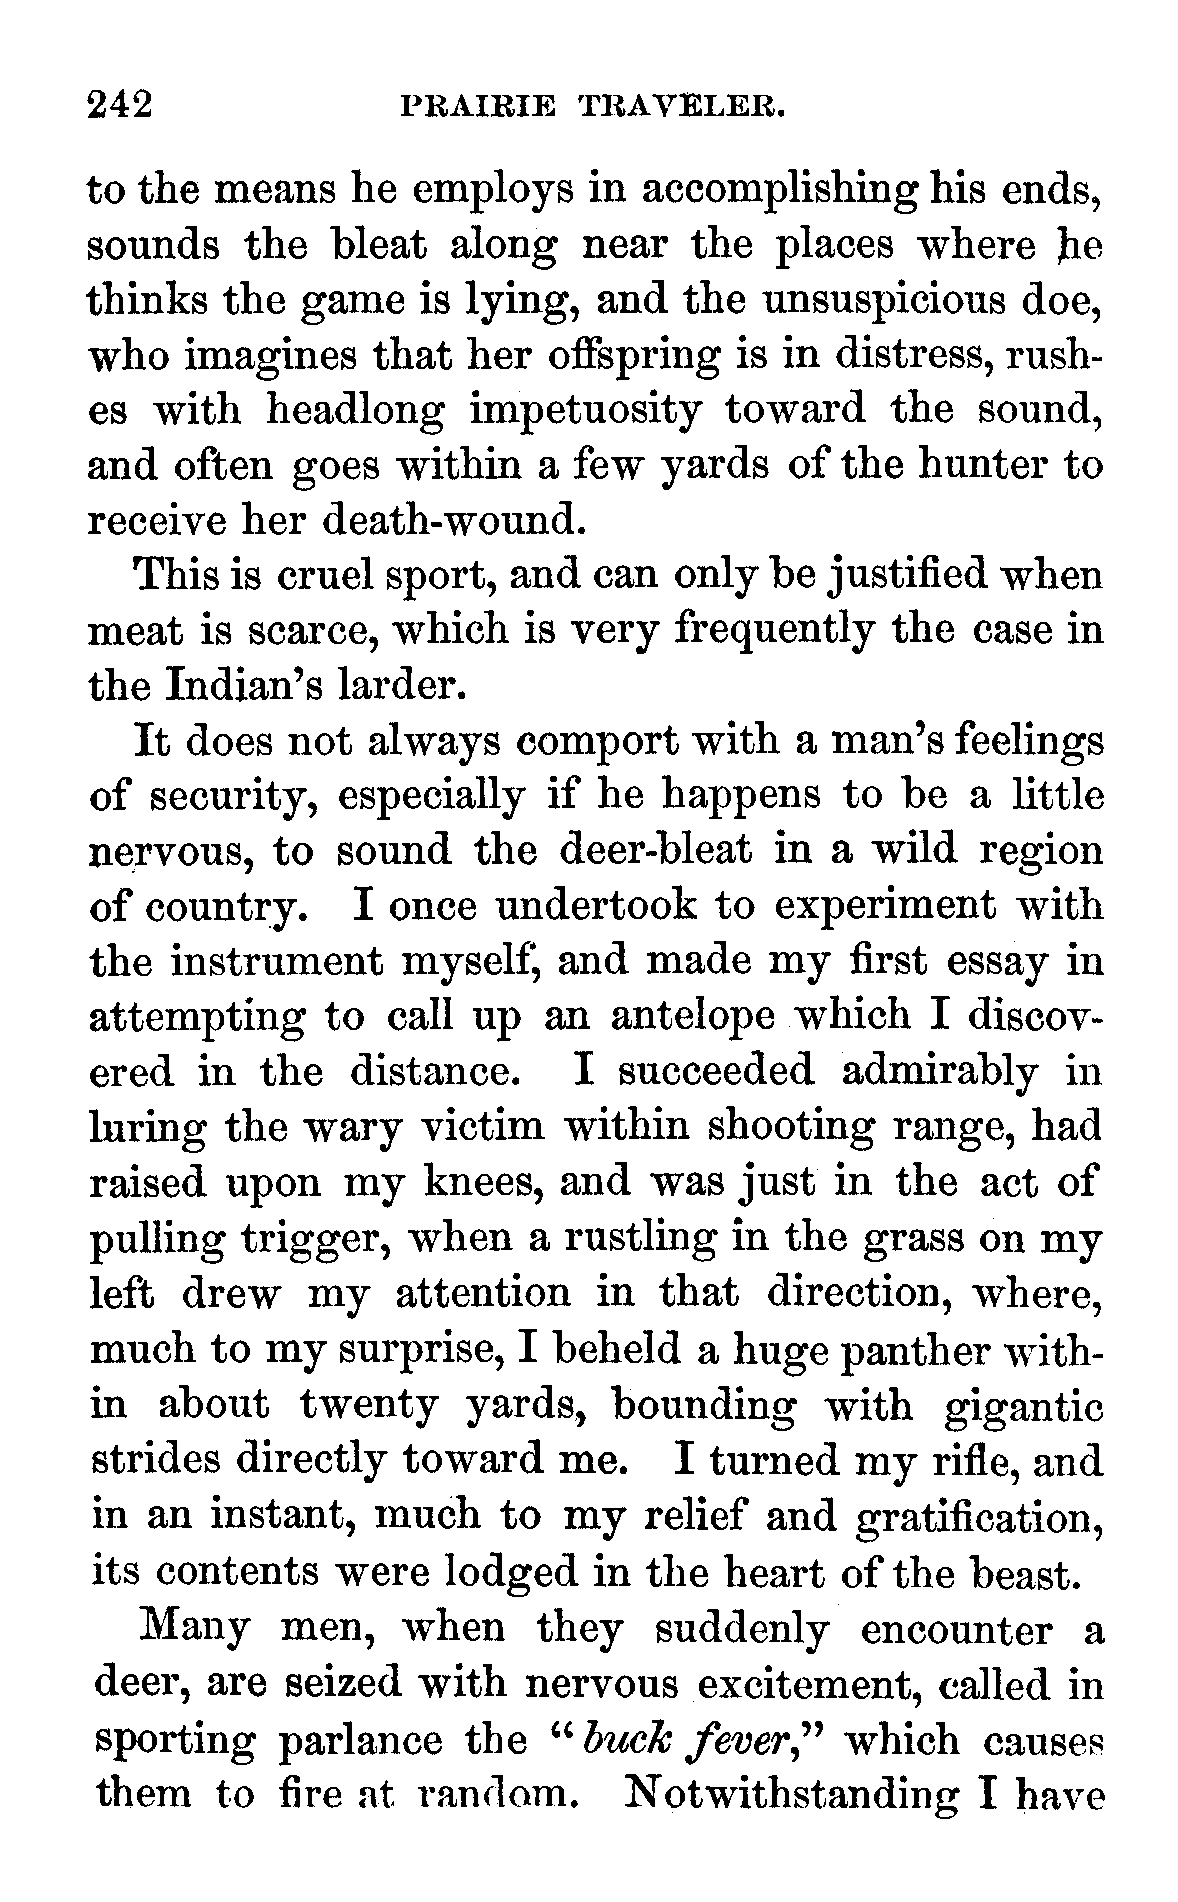 242 PRAIRIE TRAVELER.
to the means he employs in accomplishing his ends,
sounds the bleat along near the places where he
thinks the game is lying, and the unsuspicious doe,
who imagines that her offspring is in distress, rush-
es with headlong impetuosity toward the sound,
and often goes within a few yards of the hunter to
receive her death-wound.
This is cruel sport, and can only be justified when
meat is scarce, which is very frequently the case in
the Indian's larder.
It does not always comport with a man's feelings
of security, especially if he happens to be a little
nervous, to sound the deer-bleat in a wild region
of country. I once undertook to experiment with
the instrument myself, and made my first essay in
attempting to call up an antelope which I discov-
ered in the distance. I succeeded admirably in
luring the wary victim within shooting range, had
raised upon my knees, and was just in the act of
pulling trigger, when a rustling in the grass on my
left drew my attention in that direction, where,
much to my surprise, I beheld a huge panther with-
in about twenty yards, bounding with gigantic
strides directly toward me. I turned my rifle, and
in an instant, much to my relief and gratification,
its contents were lodged in the heart of the beast.
Many men, when they suddenly encounter a
deer, are seized with nervous excitement, called in
sporting parlance the "buck fever," which causes
them to fire at random. Notwithstanding I have